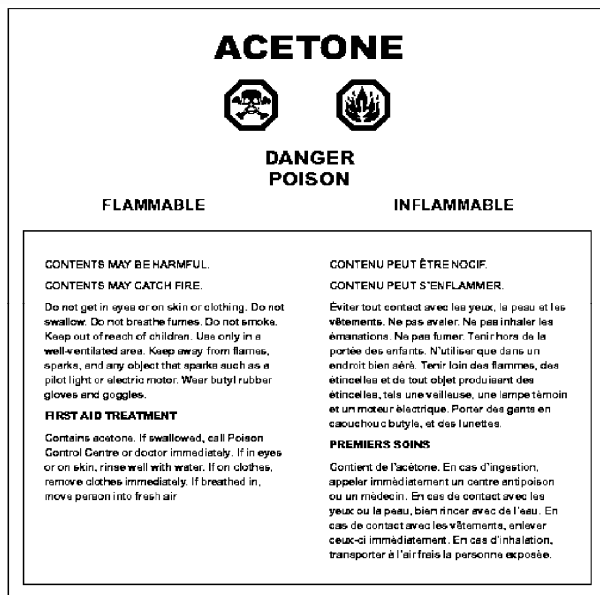 ACETONE
DANGER
POISON
FLAMMABLE
INFLAMMABLE
CONTENTS MAY BE HARMFUL.
CONTENTS MAY CATCH FIRE.
Do not get in eyes or on skin or clothing. Do not
swallow. Do not breathe fumes. Do not smoke.
Keep out of reach of children. Use only in a
well-ventilated area. Keep away from flames,
sparks, and any object that sparks such as a
pilot light or electric motor. Wear butyl rubber
gloves and goggles.
FIRST AID TREATMENT
Contains acetone. If swallowed, call Poison
Control Centre or doctor immediately. If in eyes
or on skin, rinse well with water. If on clothes,
remove clothes immediately. If breathed in,
move person into fresh air
CONTENU PEUT ÊTRE NOCIF.
CONTENU PEUT S'ENFLAMMER.
Éviter tout contact avec les yeux, la peau et les
vêtements. Ne pas avaler. Ne pas inhaler les
émanations. Ne pas fumer. Tenir hors de la
portée des enfants. N'utiliser que dans un
endroit bien aéré. Tenir loin des flammes, des
étincelles et de tout objet produisant des
étincelles, tels une veilleuse, une lampe témoin
et un moteur électrique. Porter des gants en
caoutchouc butyle, et des lunettes.
PREMIERS SOINS
Contient de l'acétone. En cas d'ingestion,
appeler immédiatement un centre antipoison
ou un médecin. En cas de contact avec les
yeux ou la peau, bien rincer avec de l'eau. En
cas de contact avec les vêtements, enlever
ceux-ci immédiatement. En cas d'inhalation,
transporter à l'air frais la personne exposée.